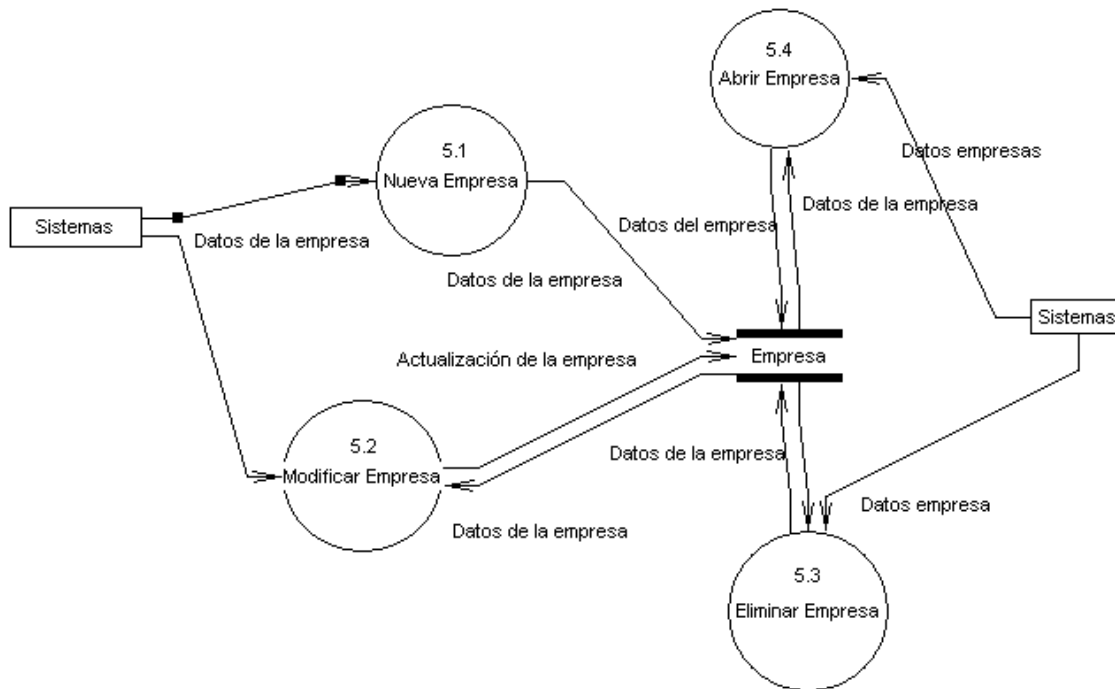 5.4
Abrir Empresa
5.1
Nueva Empresa
Datos empresas
Sistemas
Datos de la empresa
Datos del empresa
Datos de la empresa
Datos de la empresa
Sistemas
Actualización de la empresa
Empresa
5.2
Modificar Empresa
Datos de la empresa
Datos de la empresa
Datos empresa
5.3
Eliminar Empresa